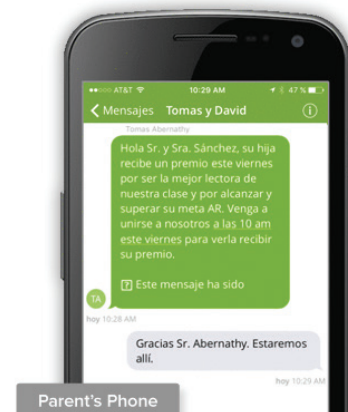 AT&T 10:29 AM 47 %
Mensajes Tomas y David
Tomas Abernathy
Hola Sr. y Sra. Sánchez, su hija
recibe un premio este viernes
por ser la mejor lectora de
nuestra clase y por alcanzar y
superar su meta AR. Venga a
unirse a nosotros a las 10 am
este viernes para verla recibir
su premio.
? Este mensaje ha sido
TA
hoy 10:28 AM
Gracias Sr. Abernathy. Estaremos
allí.
hoy 10:29 AM
Parent's Phone